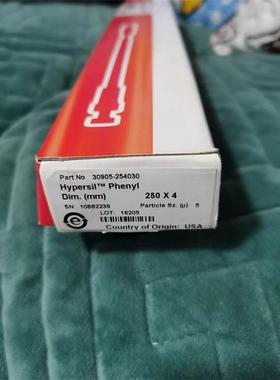 Part No 30905-254030
Hypersil™ Phenyl
Dim. (mm) 250 X 4
SN: 10882239 Particle Sz. (µ) 5
LOT: 16205
Country of Origin: USA
e